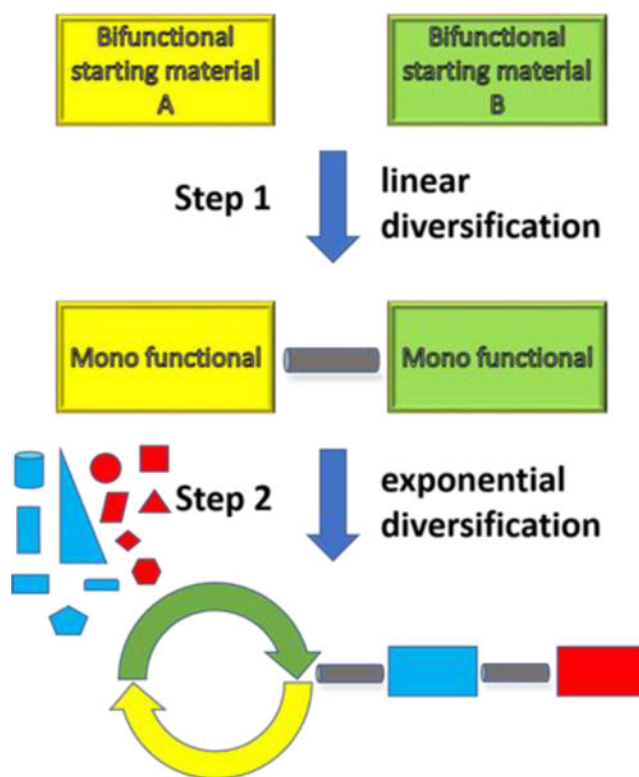 Bifunctional
starting material
A
Bifunctional
starting material
B
Step 1
linear
diversification
Mono functional
Mono functional
Step 2
exponential
diversification